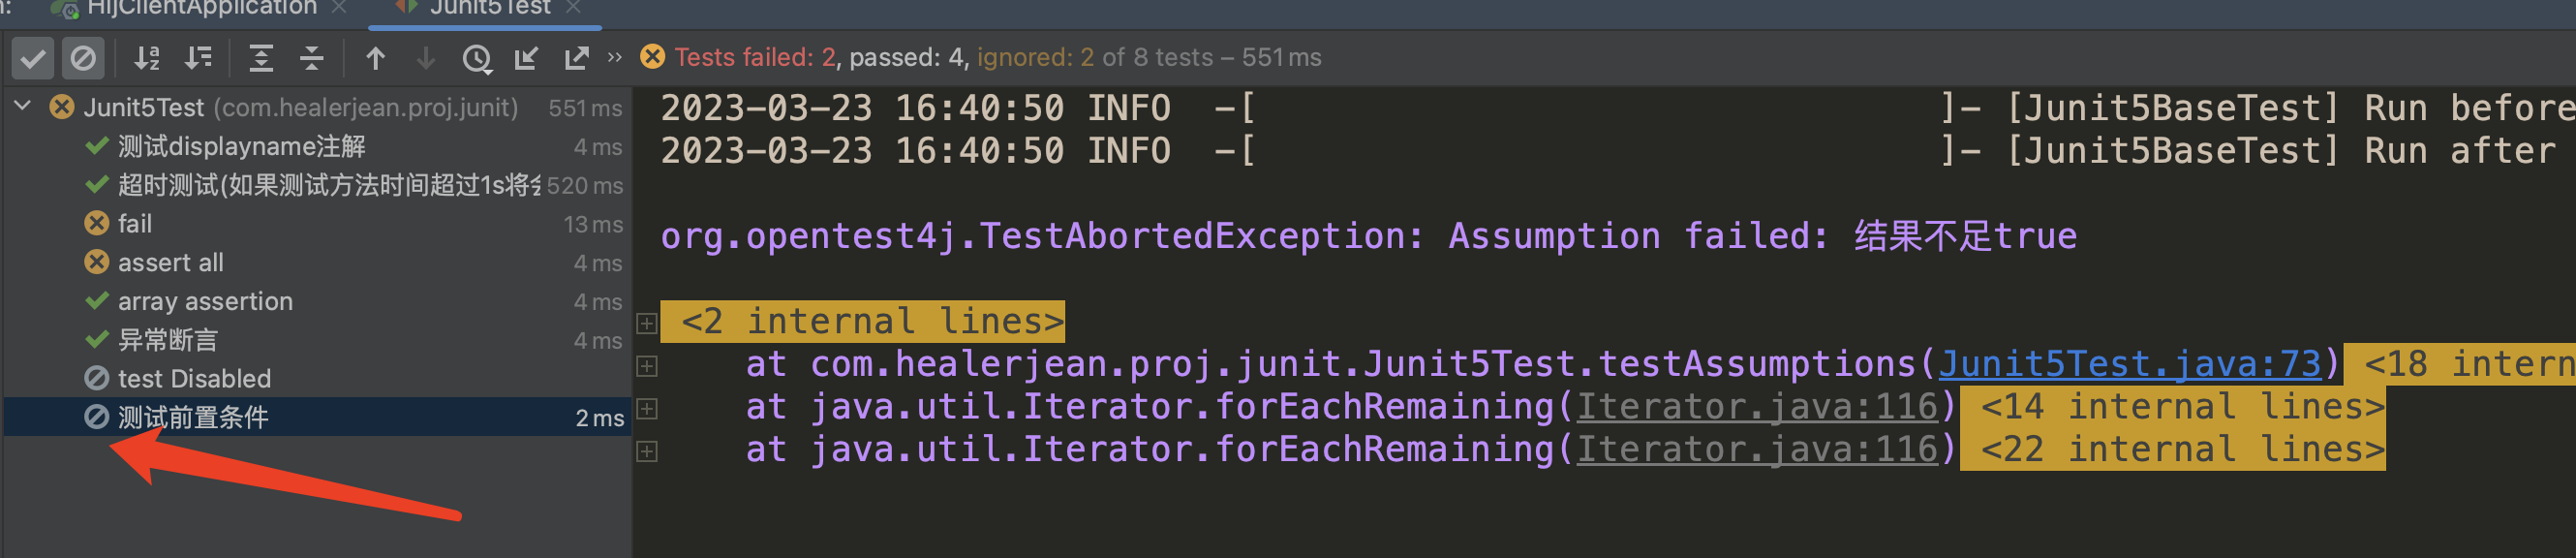 n: HljClientApplication × Junit5Test ×
» Tests failed: 2, passed: 4, ignored: 2 of 8 tests – 551 ms
Junit5Test (com.healerjean.proj.junit) 551 ms
测试displayname注解 4 ms
超时测试(如果测试方法时间超过1s将会 520 ms
fail 13 ms
assert all 4 ms
array assertion 4 ms
异常断言 4 ms
test Disabled
测试前置条件 2 ms
2023-03-23 16:40:50 INFO -[ ]- [Junit5BaseTest] Run before
2023-03-23 16:40:50 INFO -[ ]- [Junit5BaseTest] Run after
org.opentest4j.TestAbortedException: Assumption failed: 结果不足true
<2 internal lines>
at com.healerjean.proj.junit.Junit5Test.testAssumptions(Junit5Test.java:73) <18 intern
at java.util.Iterator.forEachRemaining(Iterator.java:116) <14 internal lines>
at java.util.Iterator.forEachRemaining(Iterator.java:116) <22 internal lines>